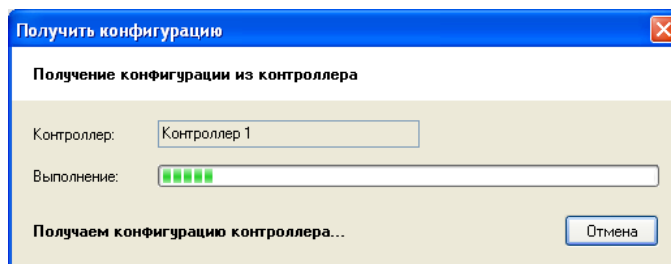 Получить конфигурацию
Получение конфигурации из контроллера
Контроллер: Контроллер 1
Выполнение:
Получаем конфигурацию контроллера... Отмена